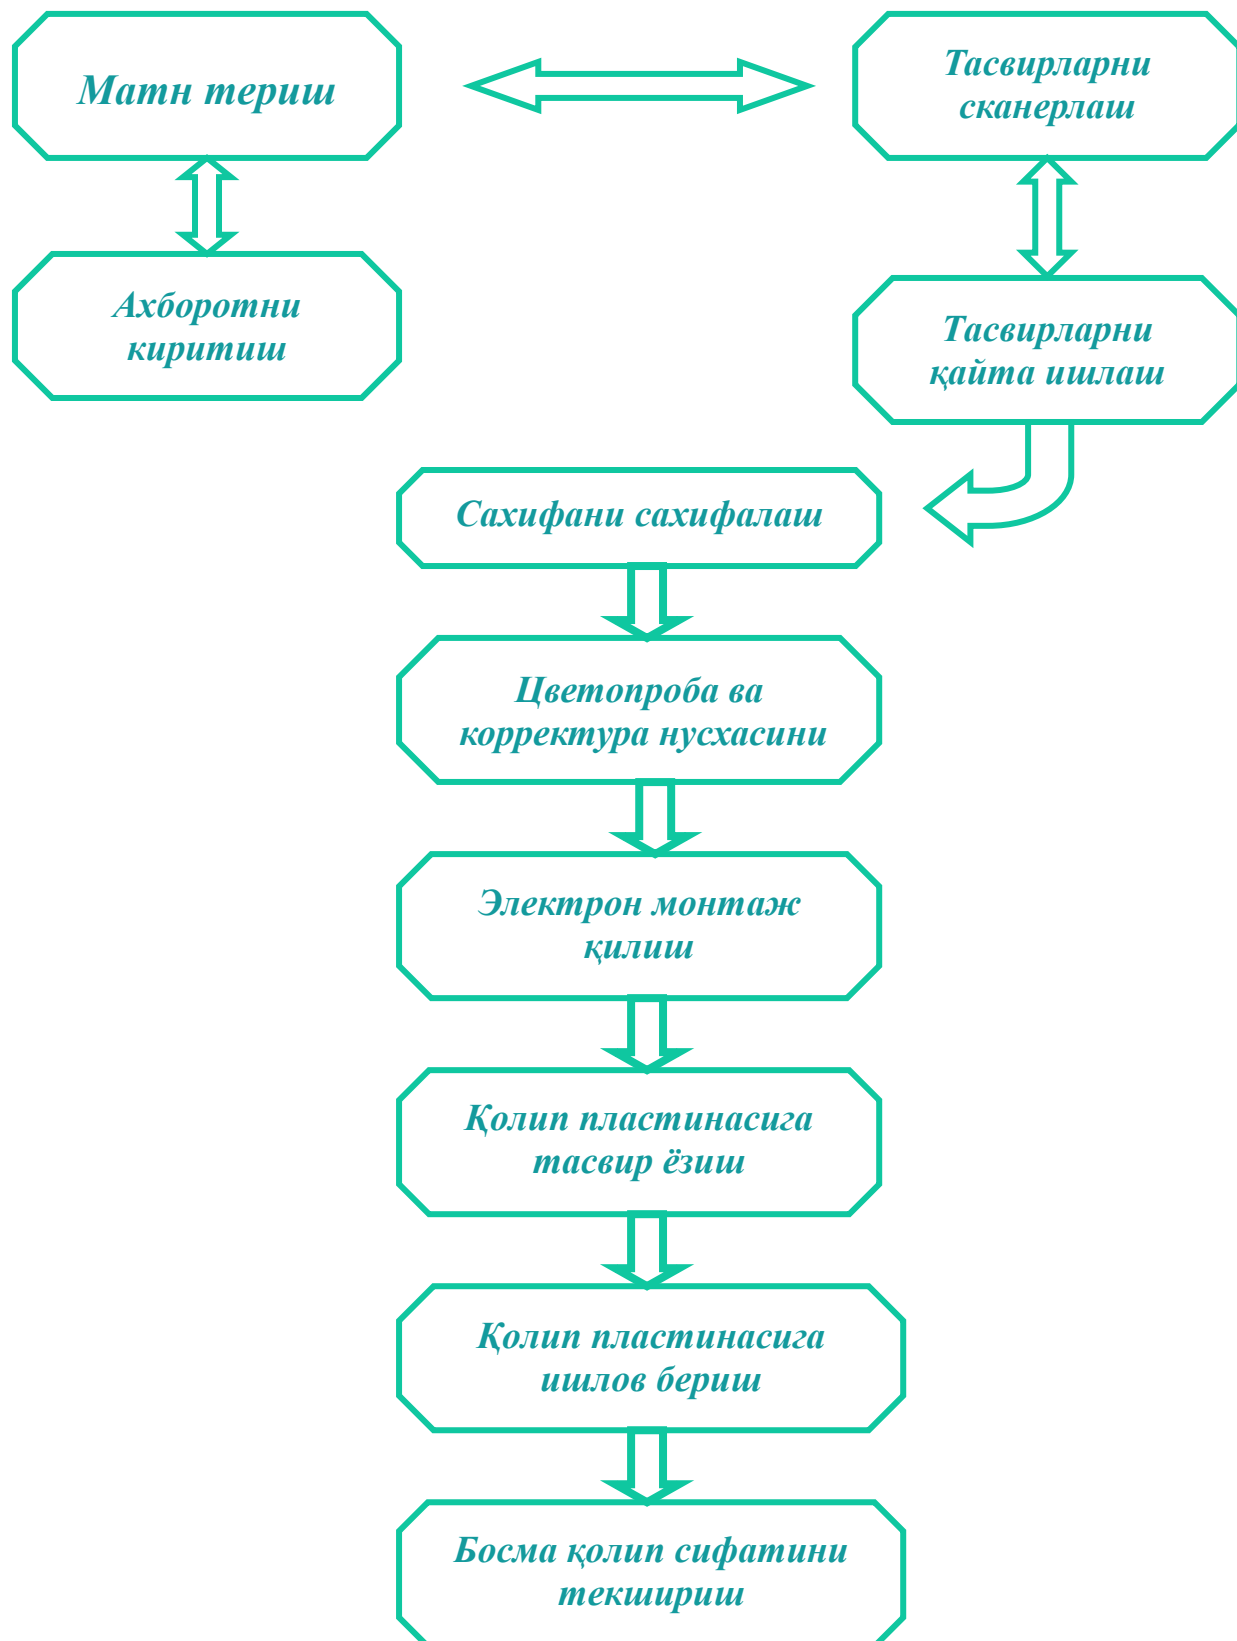 Матн териш
Тасвирларни
сканерлаш
Ахборотни
киритиш
Тасвирларни
қайта ишлаш
Сахифани сахифалаш
Цветопроба ва
корректура нусхасини
Электрон монтаж
қилиш
Қолип пластинасига
тасвир ёзиш
Қолип пластинасига
ишлов бериш
Босма қолип сифатини
текшириш